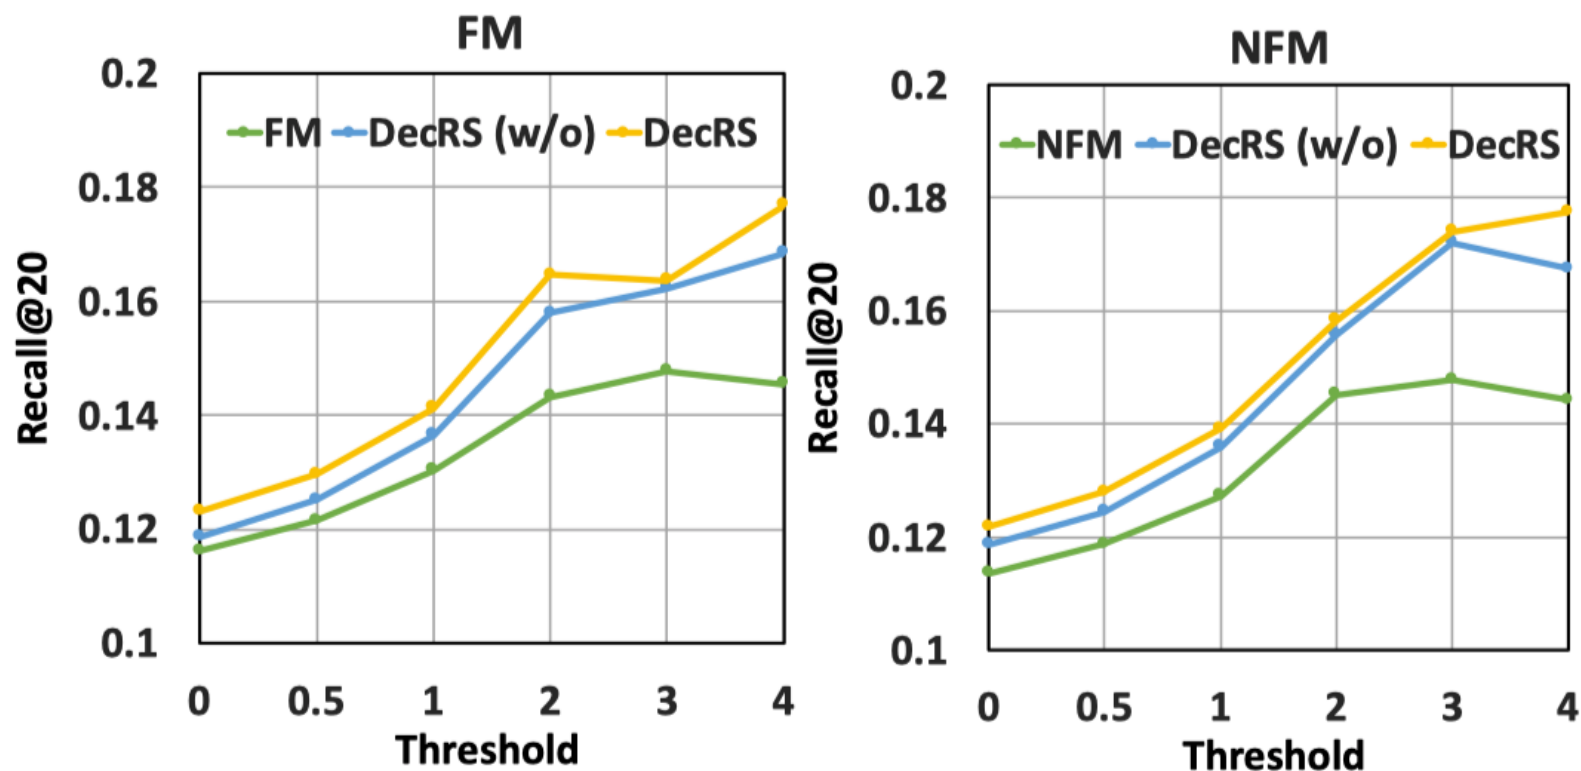 FM
0.2
FM DecRS (w/o) DecRS
0.18
0.16
0.14
0.12
0.1
Recall@20
0 0.5 1 2 3 4
Threshold
NFM
0.2
NFM DecRS (w/o) DecRS
0.18
0.16
0.14
0.12
0.1
Recall@20
0 0.5 1 2 3 4
Threshold